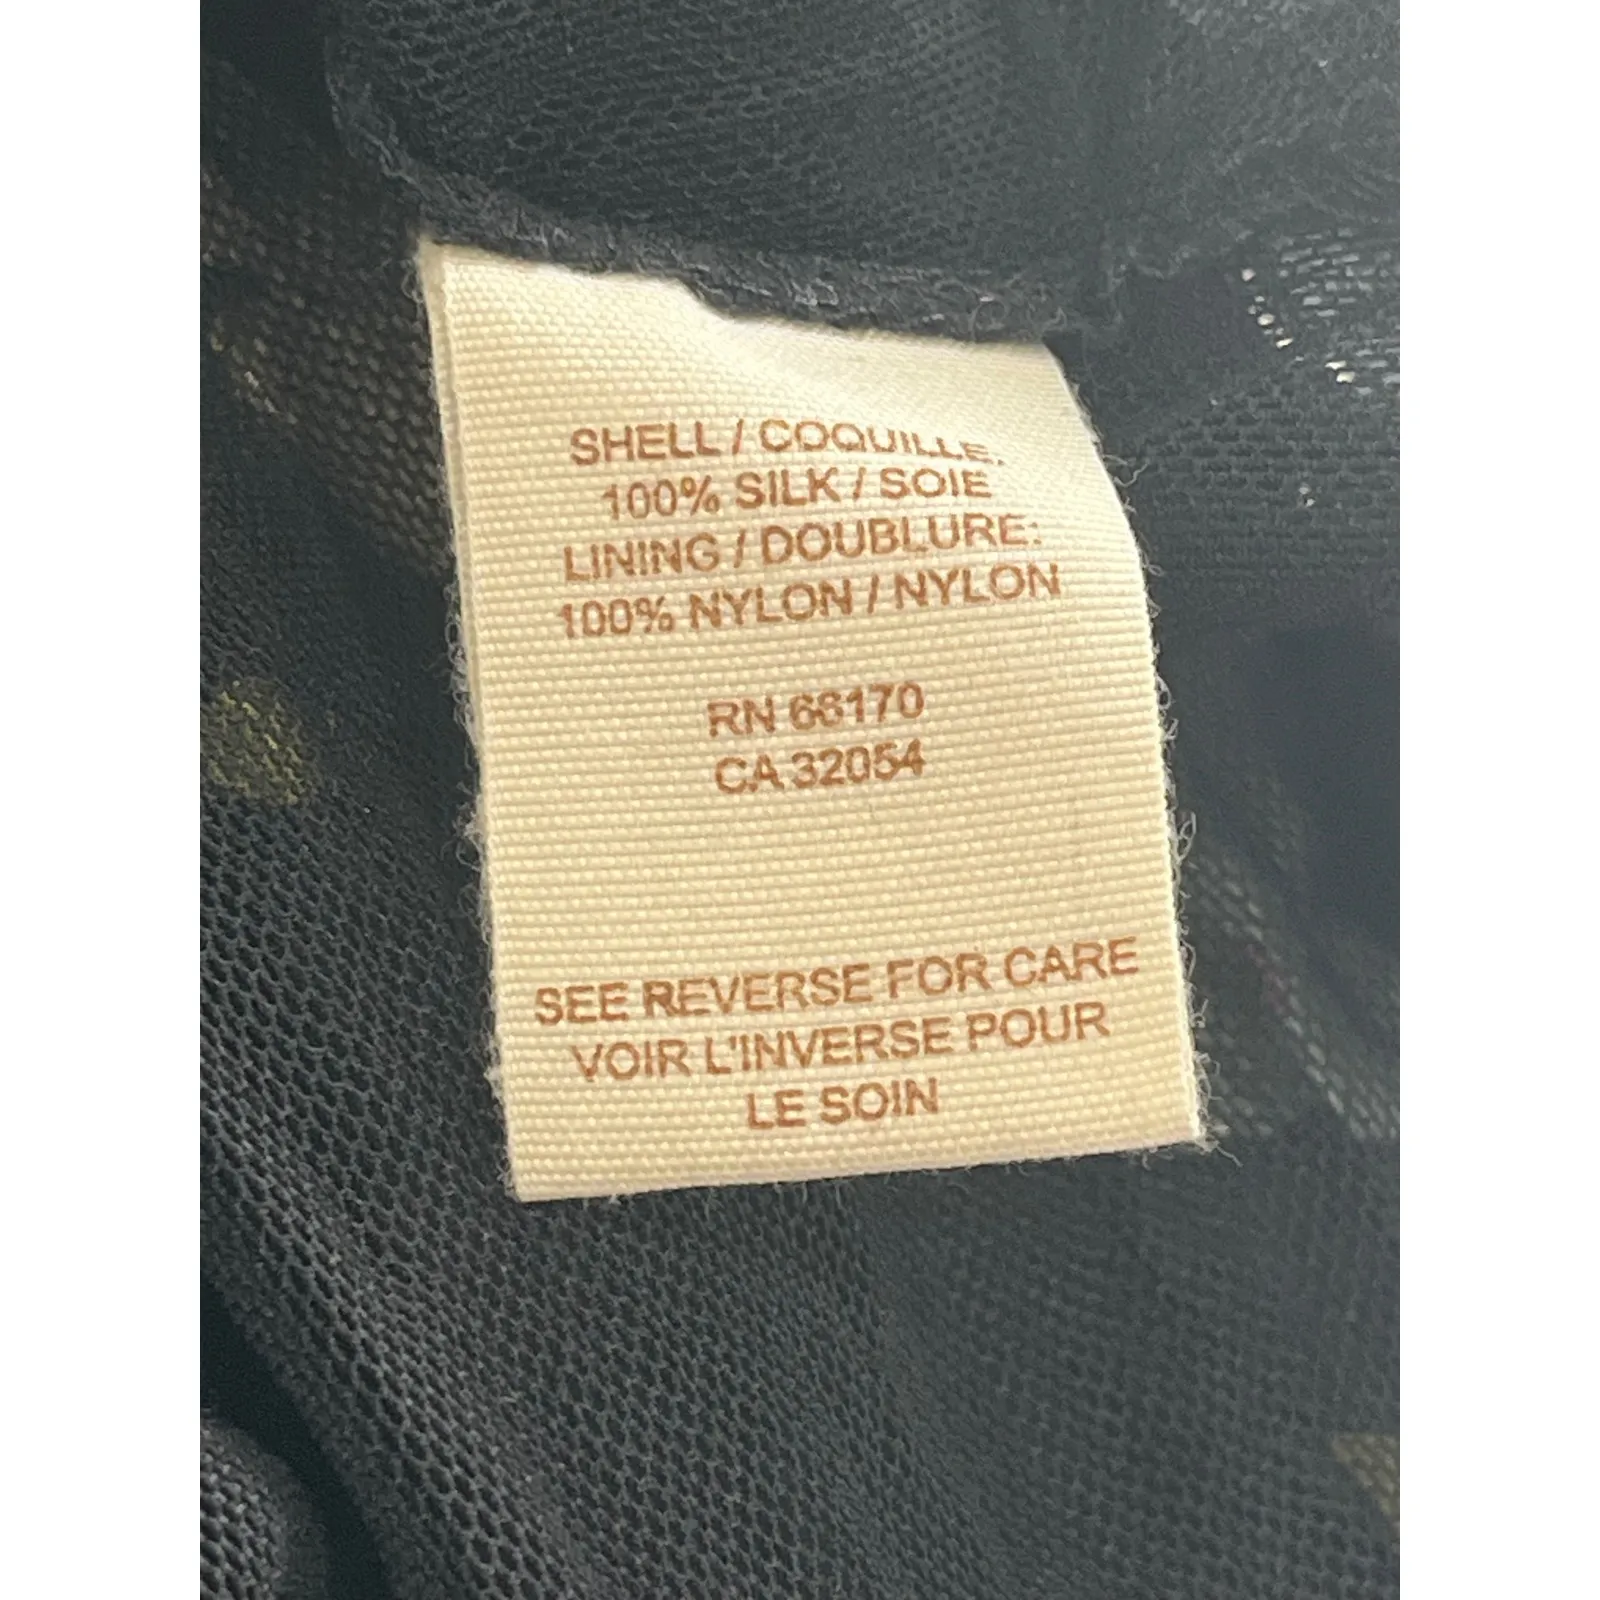 SHELL / COQUILLE:
100% SILK / SOIE
LINING / DOUBLURE:
100% NYLON / NYLON
RN 66170
CA 32054
SEE REVERSE FOR CARE
VOIR L'INVERSE POUR
LE SOIN